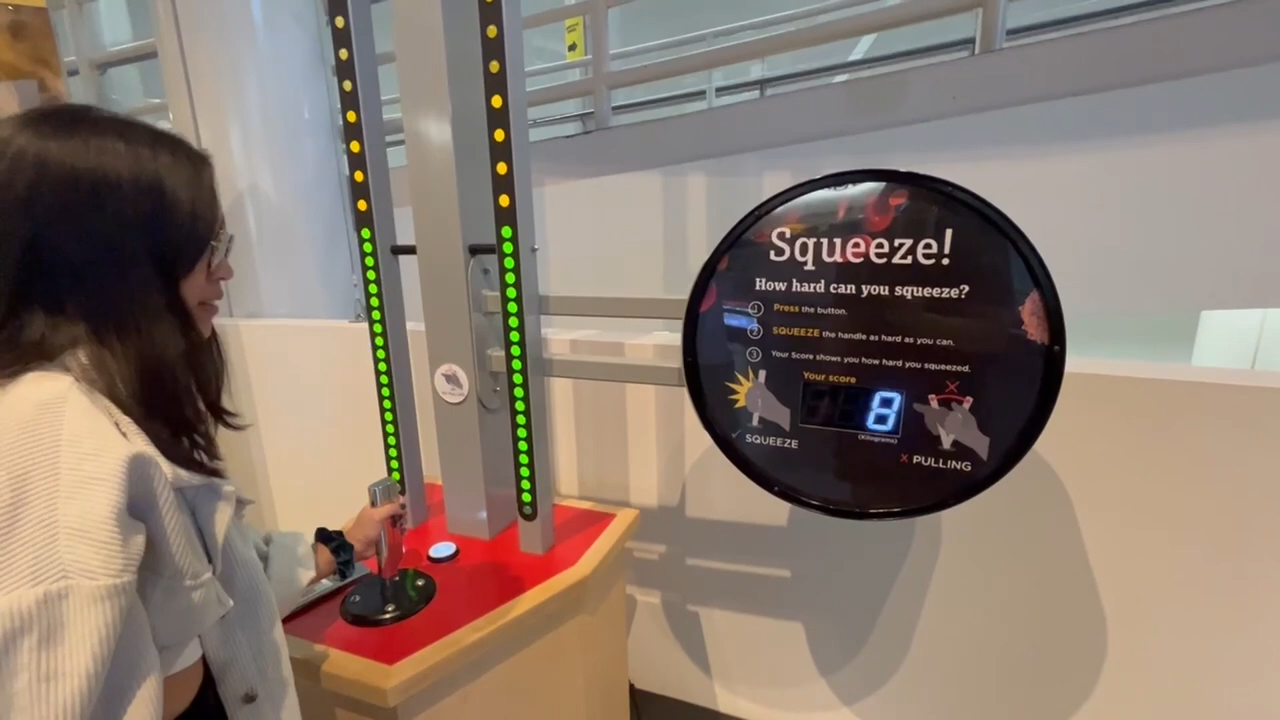 Squeeze!
How hard can you squeeze?
1 Press the button.
2 SQUEEZE the handle as hard as you can.
3 Your Score shows you how hard you squeezed.
Your score
8
(Kilograms)
✓ SQUEEZE
X PULLING